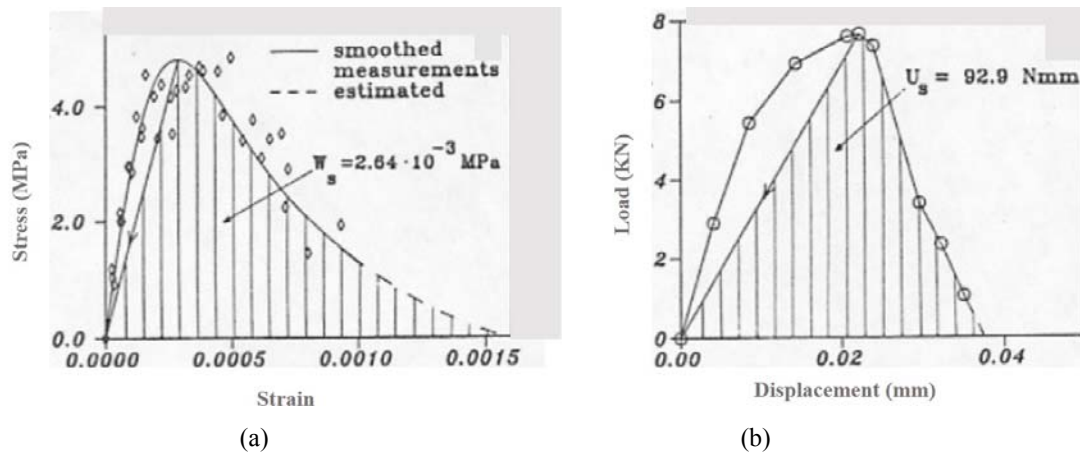 smoothed
measurements
estimated
W_s =2.64 · 10^-3 MPa
4.0
2.0
0.0
0.0000 0.0005 0.0010 0.0015
Stress (MPa)
Strain
(a)
8
6
4
2
0
0.00 0.02 0.04
U_s = 92.9 Nmm
Load (KN)
Displacement (mm)
(b)